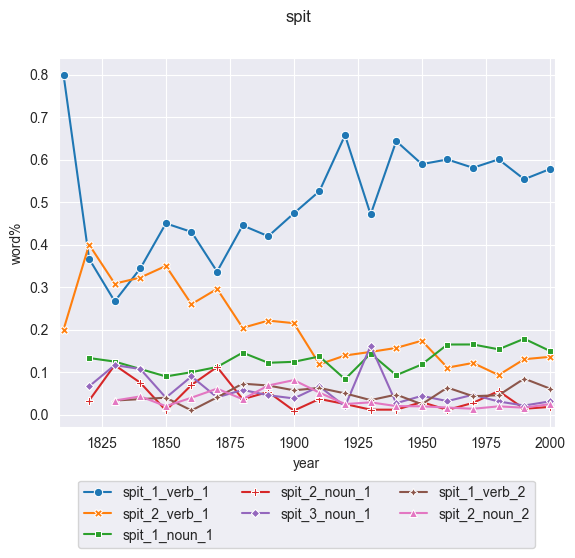 spit
0.8
0.7
0.6
0.5
0.4
0.3
0.2
0.1
0.0
word%
1825 1850 1875 1900 1925 1950 1975 2000
year
spit_1_verb_1 spit_2_noun_1 spit_1_verb_2
spit_2_verb_1 spit_3_noun_1 spit_2_noun_2
spit_1_noun_1